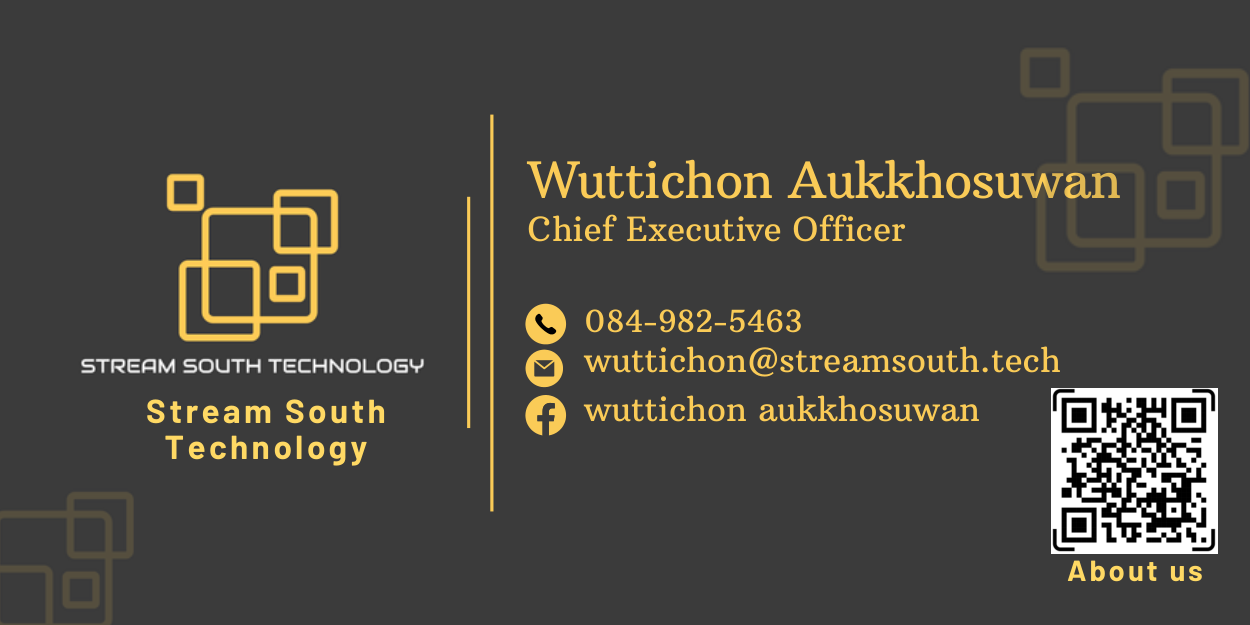 STREAM SOUTH TECHNOLOGY
Stream South
Technology
Wuttichon Aukkhosuwan
Chief Executive Officer
084-982-5463
wuttichon@streamsouth.tech
wuttichon aukkhosuwan
About us